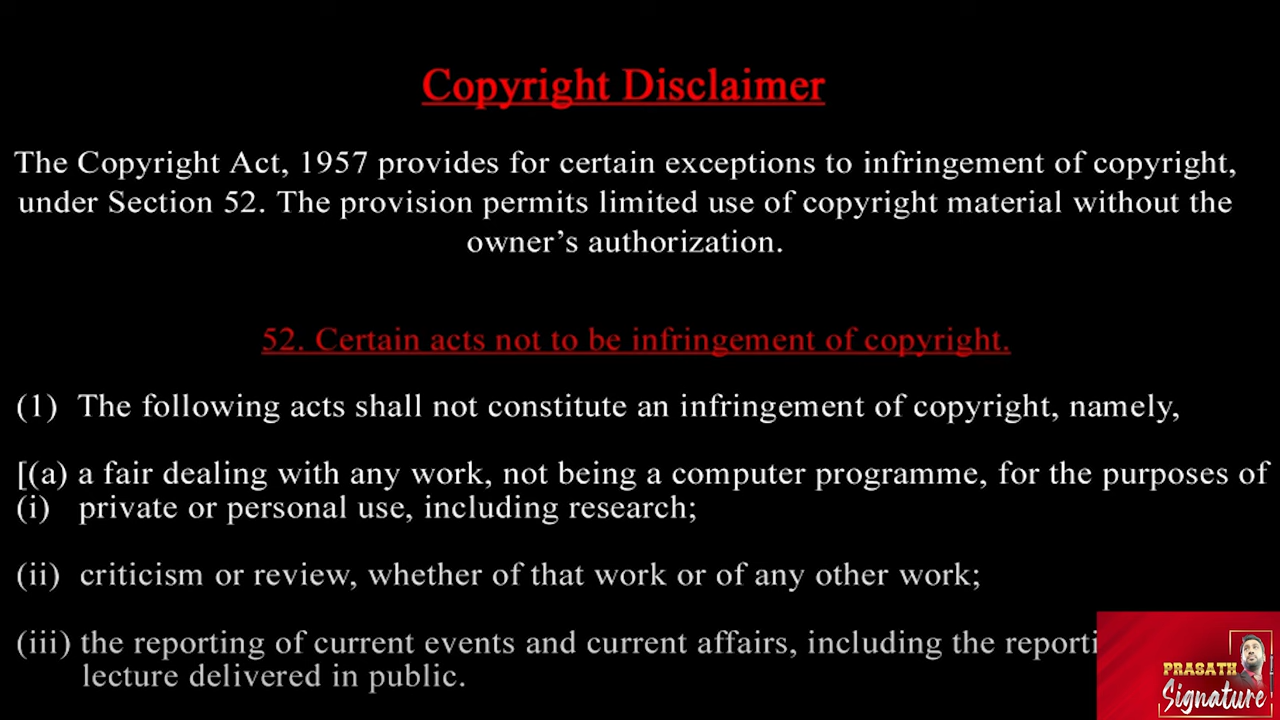 Copyright Disclaimer
The Copyright Act, 1957 provides for certain exceptions to infringement of copyright,
under Section 52. The provision permits limited use of copyright material without the
owner's authorization.
52. Certain acts not to be infringement of copyright.
(1) The following acts shall not constitute an infringement of copyright, namely,
[(a) a fair dealing with any work, not being a computer programme, for the purposes of
(i) private or personal use, including research;
(ii) criticism or review, whether of that work or of any other work;
(iii) the reporting of current events and current affairs, including the reporti
lecture delivered in public.
PRASATH
Signature